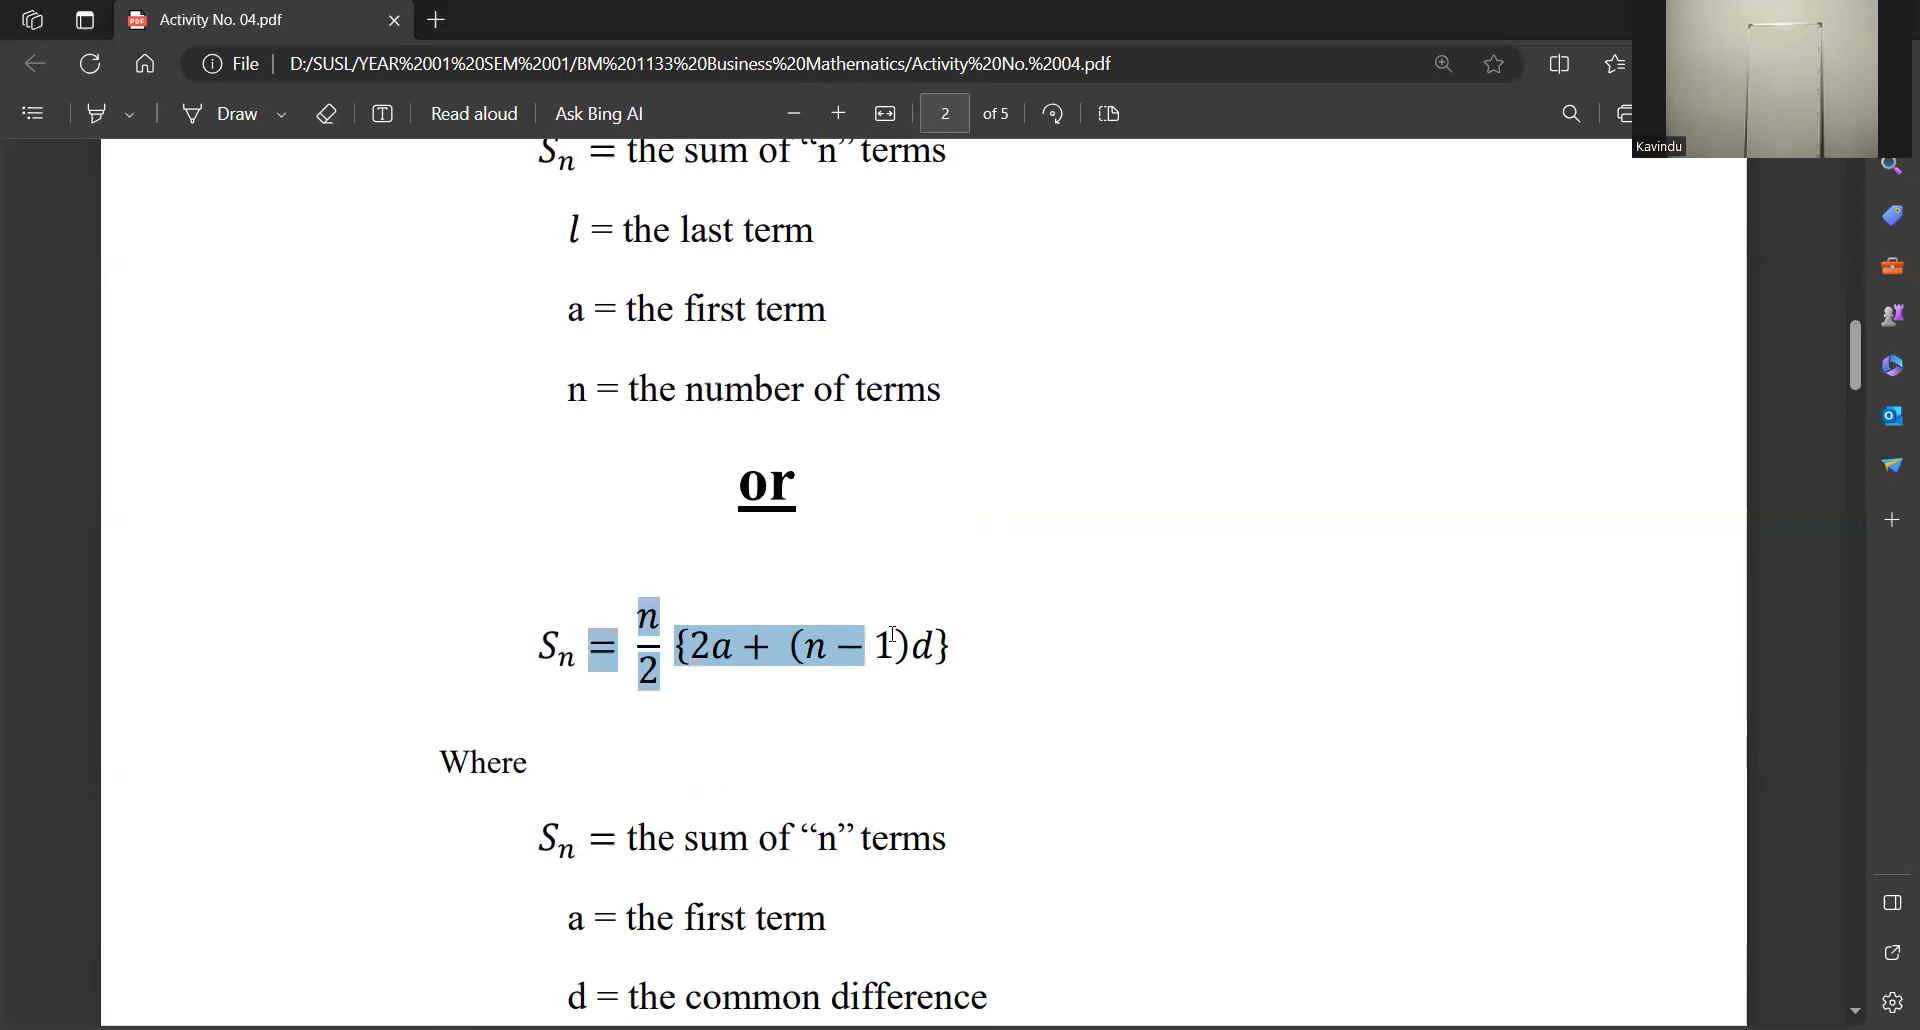 Activity No. 04.pdf
File D:/SUSL/YEAR%2001%20SEM%2001/BM%201133%20Business%20Mathematics/Activity%20No.%2004.pdf
Draw Read aloud Ask Bing AI 2 of 5
Kavindu
Sn = the sum of “n” terms
l = the last term
a = the first term
n = the number of terms
or
Sn = n/2 {2a + (n − 1)d}
Where
Sn = the sum of “n” terms
a = the first term
d = the common difference